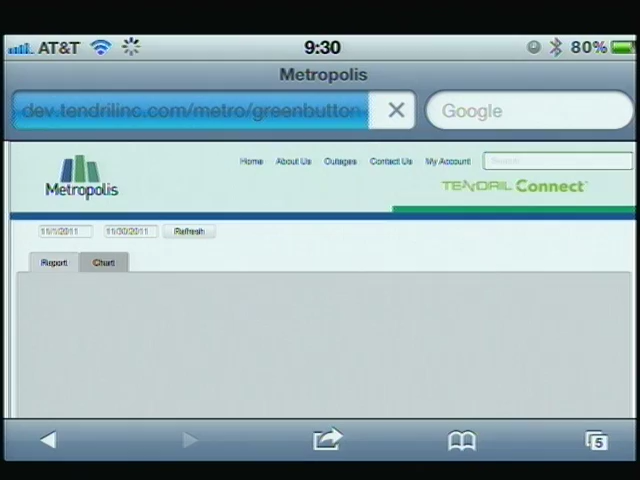 AT&T 9:30 80%
Metropolis
dev.tendrilinc.com/metro/greenbutton Google
Home About Us Outages Contact Us My Account Search
Metropolis TENDRIL Connect
11/1/2011 11/30/2011 Refresh
Report Chart
5